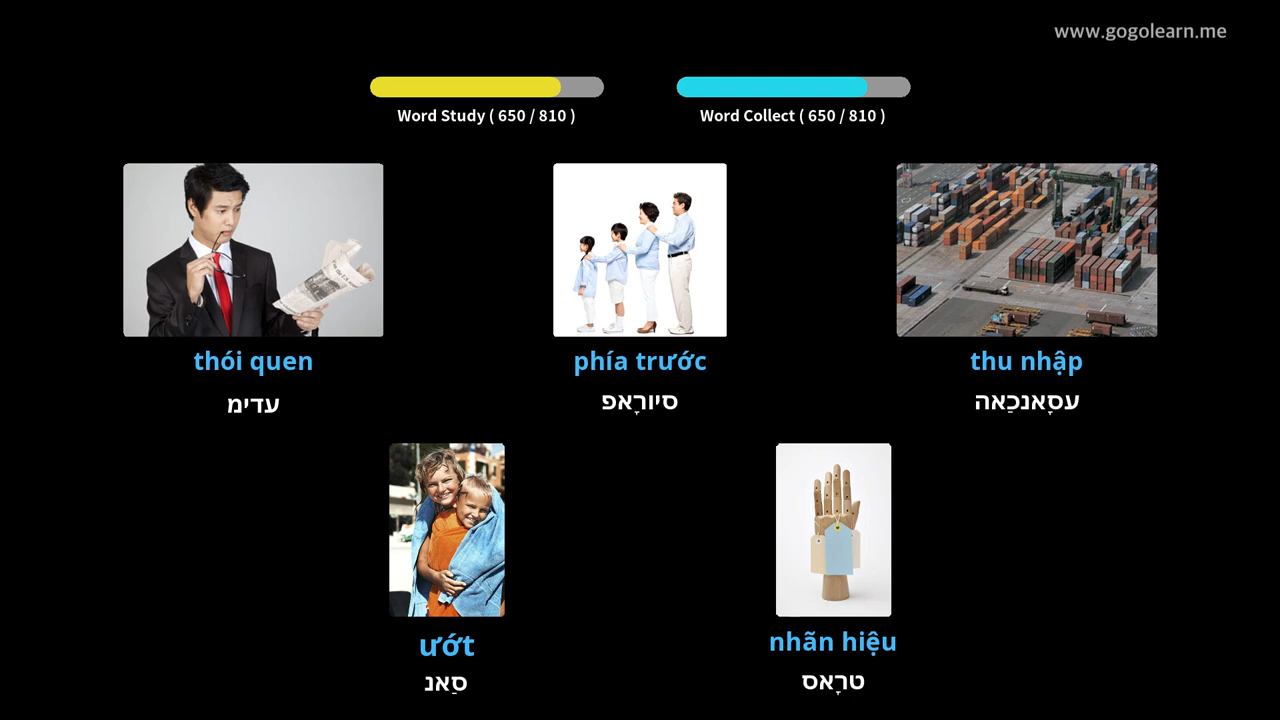 www.gogolearn.me
Word Study ( 650 / 810 )
Word Collect ( 650 / 810 )
thói quen
phía trước
thu nhập
עדימ
סיורָאפ
עסָאנכַאה
ướt
nhãn hiệu
סַאנ
טרָאס